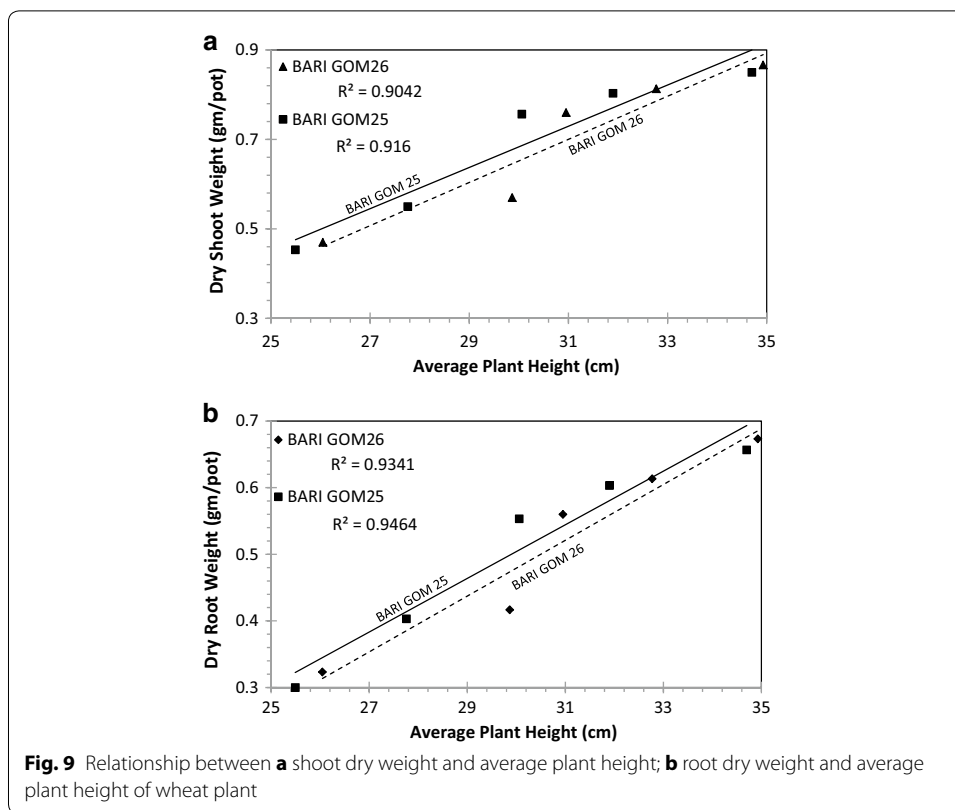 a
0.9
BARI GOM26
R² = 0.9042
BARI GOM25
R² = 0.916
0.7
0.5
0.3
Dry Shoot Weight (gm/pot)
BARI GOM 25
BARI GOM 26
25 27 29 31 33 35
Average Plant Height (cm)
b
0.7
BARI GOM26
R² = 0.9341
BARI GOM25
R² = 0.9464
0.6
0.5
0.4
0.3
Dry Root Weight (gm/pot)
BARI GOM 25
BARI GOM 26
25 27 29 31 33 35
Average Plant Height (cm)
Fig. 9 Relationship between a shoot dry weight and average plant height; b root dry weight and average
plant height of wheat plant